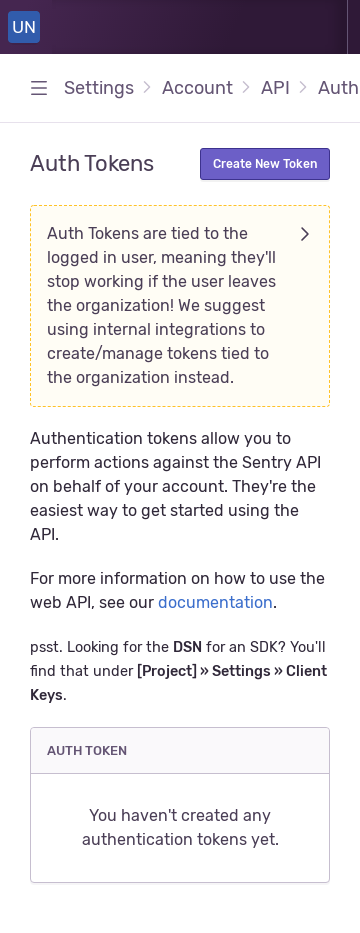 UN
Settings > Account > API > Auth
Auth Tokens
Create New Token
Auth Tokens are tied to the
logged in user, meaning they'll
stop working if the user leaves
the organization! We suggest
using internal integrations to
create/manage tokens tied to
the organization instead.
Authentication tokens allow you to
perform actions against the Sentry API
on behalf of your account. They're the
easiest way to get started using the
API.
For more information on how to use the
web API, see our documentation.
psst. Looking for the DSN for an SDK? You'll
find that under [Project] » Settings » Client
Keys.
AUTH TOKEN
You haven't created any
authentication tokens yet.